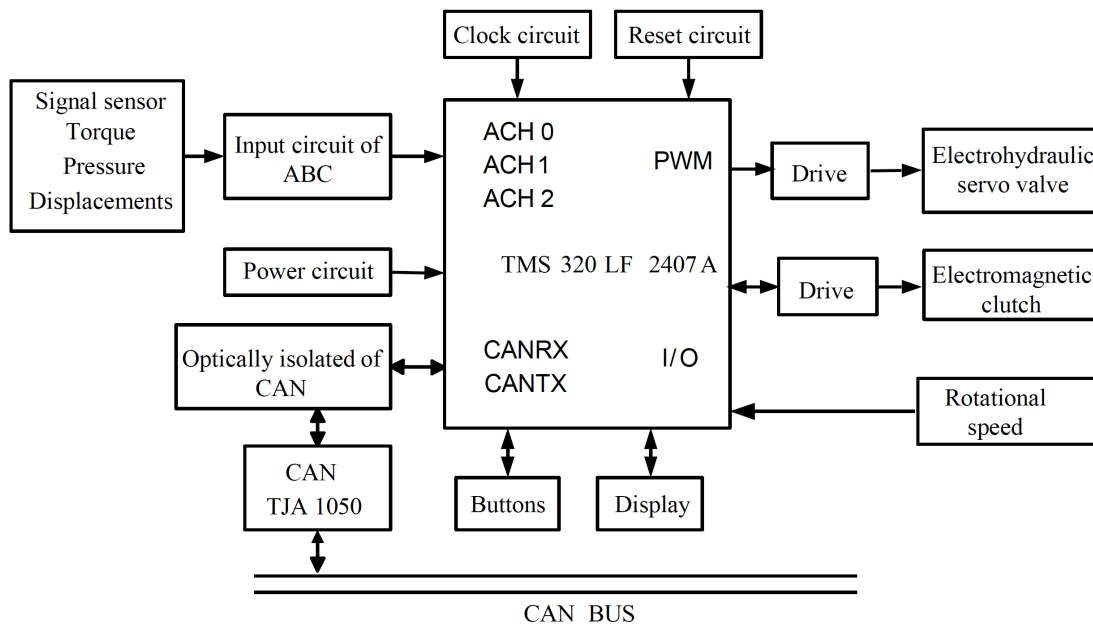 Clock circuit
Reset circuit
Signal sensor
Torque
Pressure
Displacements
Input circuit of
ABC
ACH 0
ACH 1
ACH 2
PWM
Drive
Electrohydraulic
servo valve
Power circuit
TMS 320 LF 2407 A
Drive
Electromagnetic
clutch
Optically isolated of
CAN
CANRX
CANTX
I/O
Rotational
speed
CAN
TJA 1050
Buttons
Display
CAN BUS